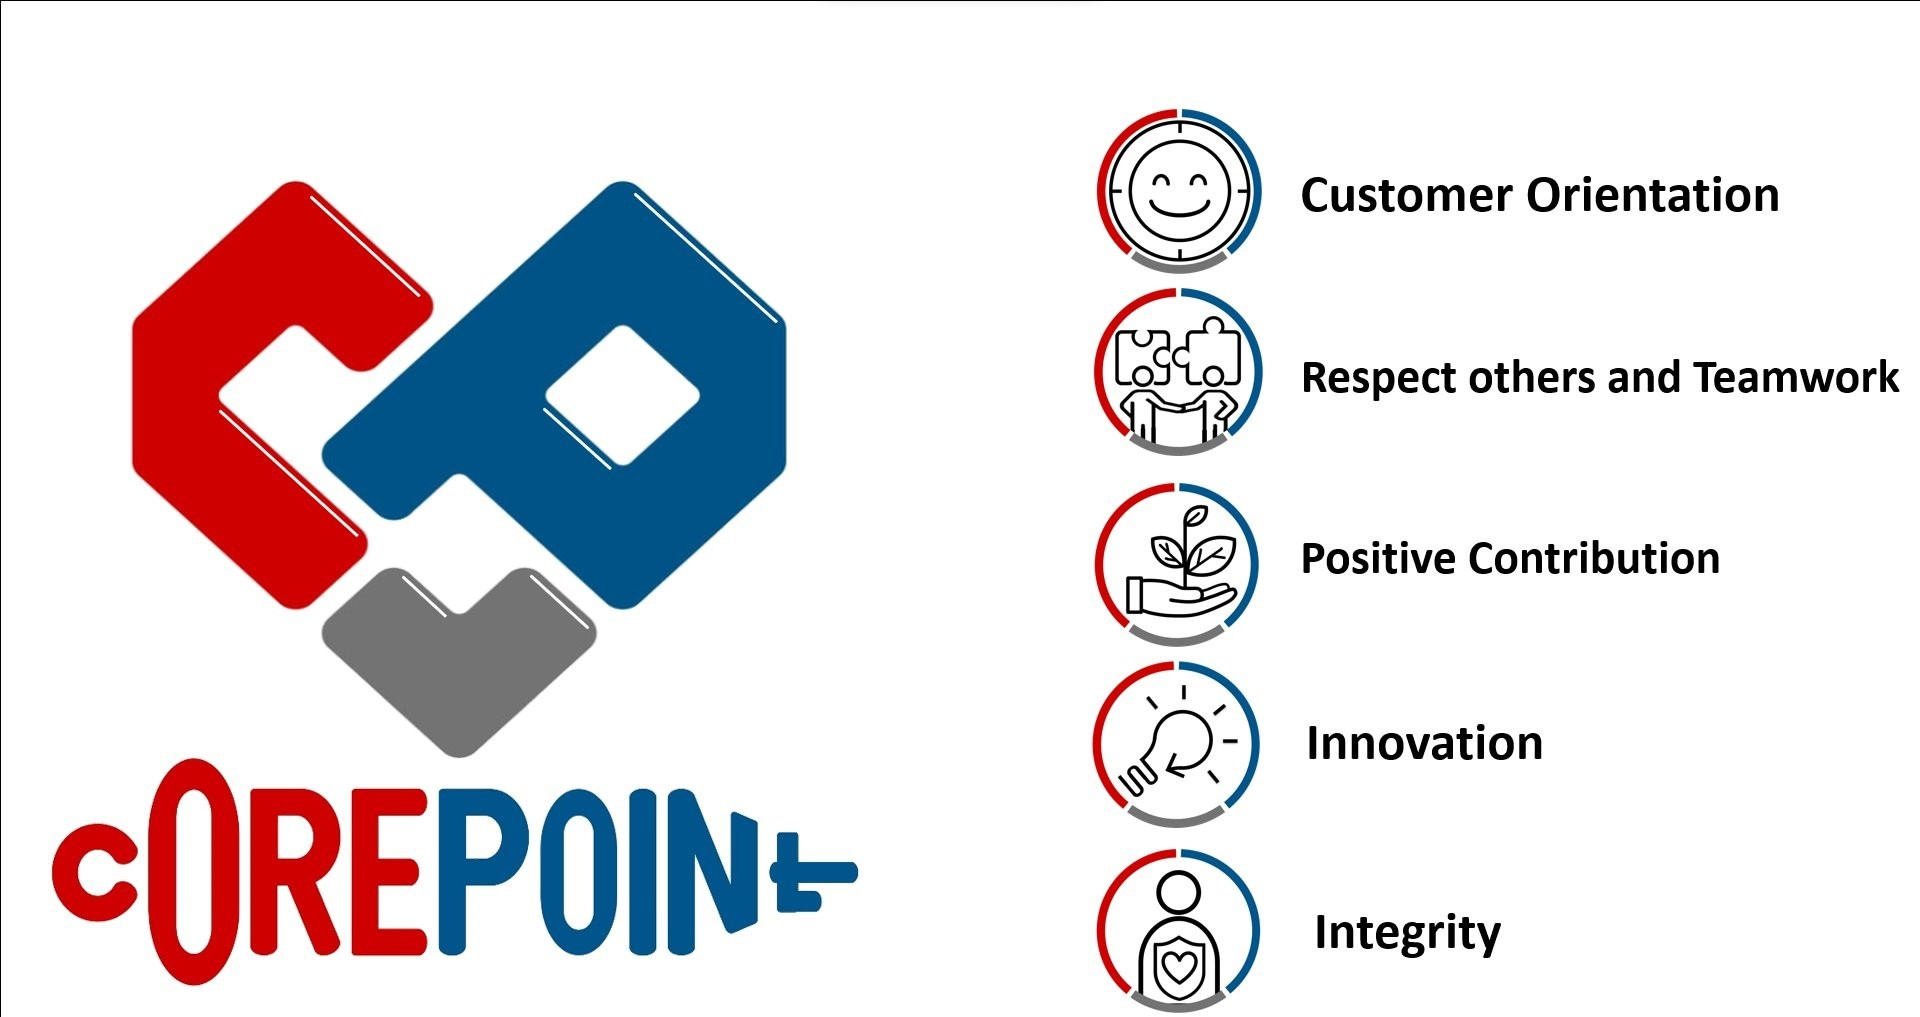 cOREPOINt
Customer Orientation
Respect others and Teamwork
Positive Contribution
Innovation
Integrity